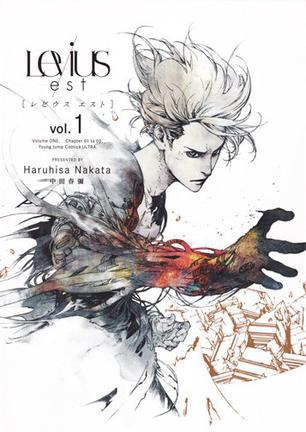 Levius
est
[レビウス エスト]
vol.1
Volume ONE. Chapter 01 to 05.
Young Jump Comics ULTRA.
PRESENTED BY
Haruhisa Nakata
中田春彌